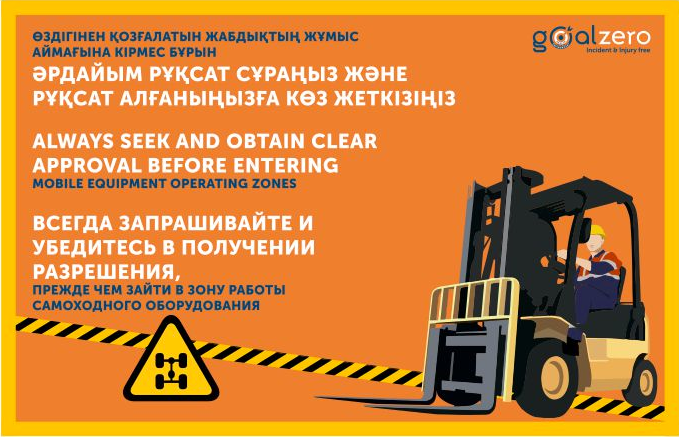 ӨЗДІГІНЕН ҚОЗҒАЛАТЫН ЖАБДЫҚТЫҢ ЖҰМЫС
АЙМАҒЫНА КІРМЕС БҰРЫН
ӘРДАЙЫМ РҰҚСАТ СҰРАҢЫЗ ЖӘНЕ
РҰҚСАТ АЛҒАНЫҢЫЗҒА КӨЗ ЖЕТКІЗІҢІЗ
goalzero
Incident & Injury free
ALWAYS SEEK AND OBTAIN CLEAR
APPROVAL BEFORE ENTERING
MOBILE EQUIPMENT OPERATING ZONES
ВСЕГДА ЗАПРАШИВАЙТЕ И
УБЕДИТЕСЬ В ПОЛУЧЕНИИ
РАЗРЕШЕНИЯ,
ПРЕЖДЕ ЧЕМ ЗАЙТИ В ЗОНУ РАБОТЫ
САМОХОДНОГО ОБОРУДОВАНИЯ